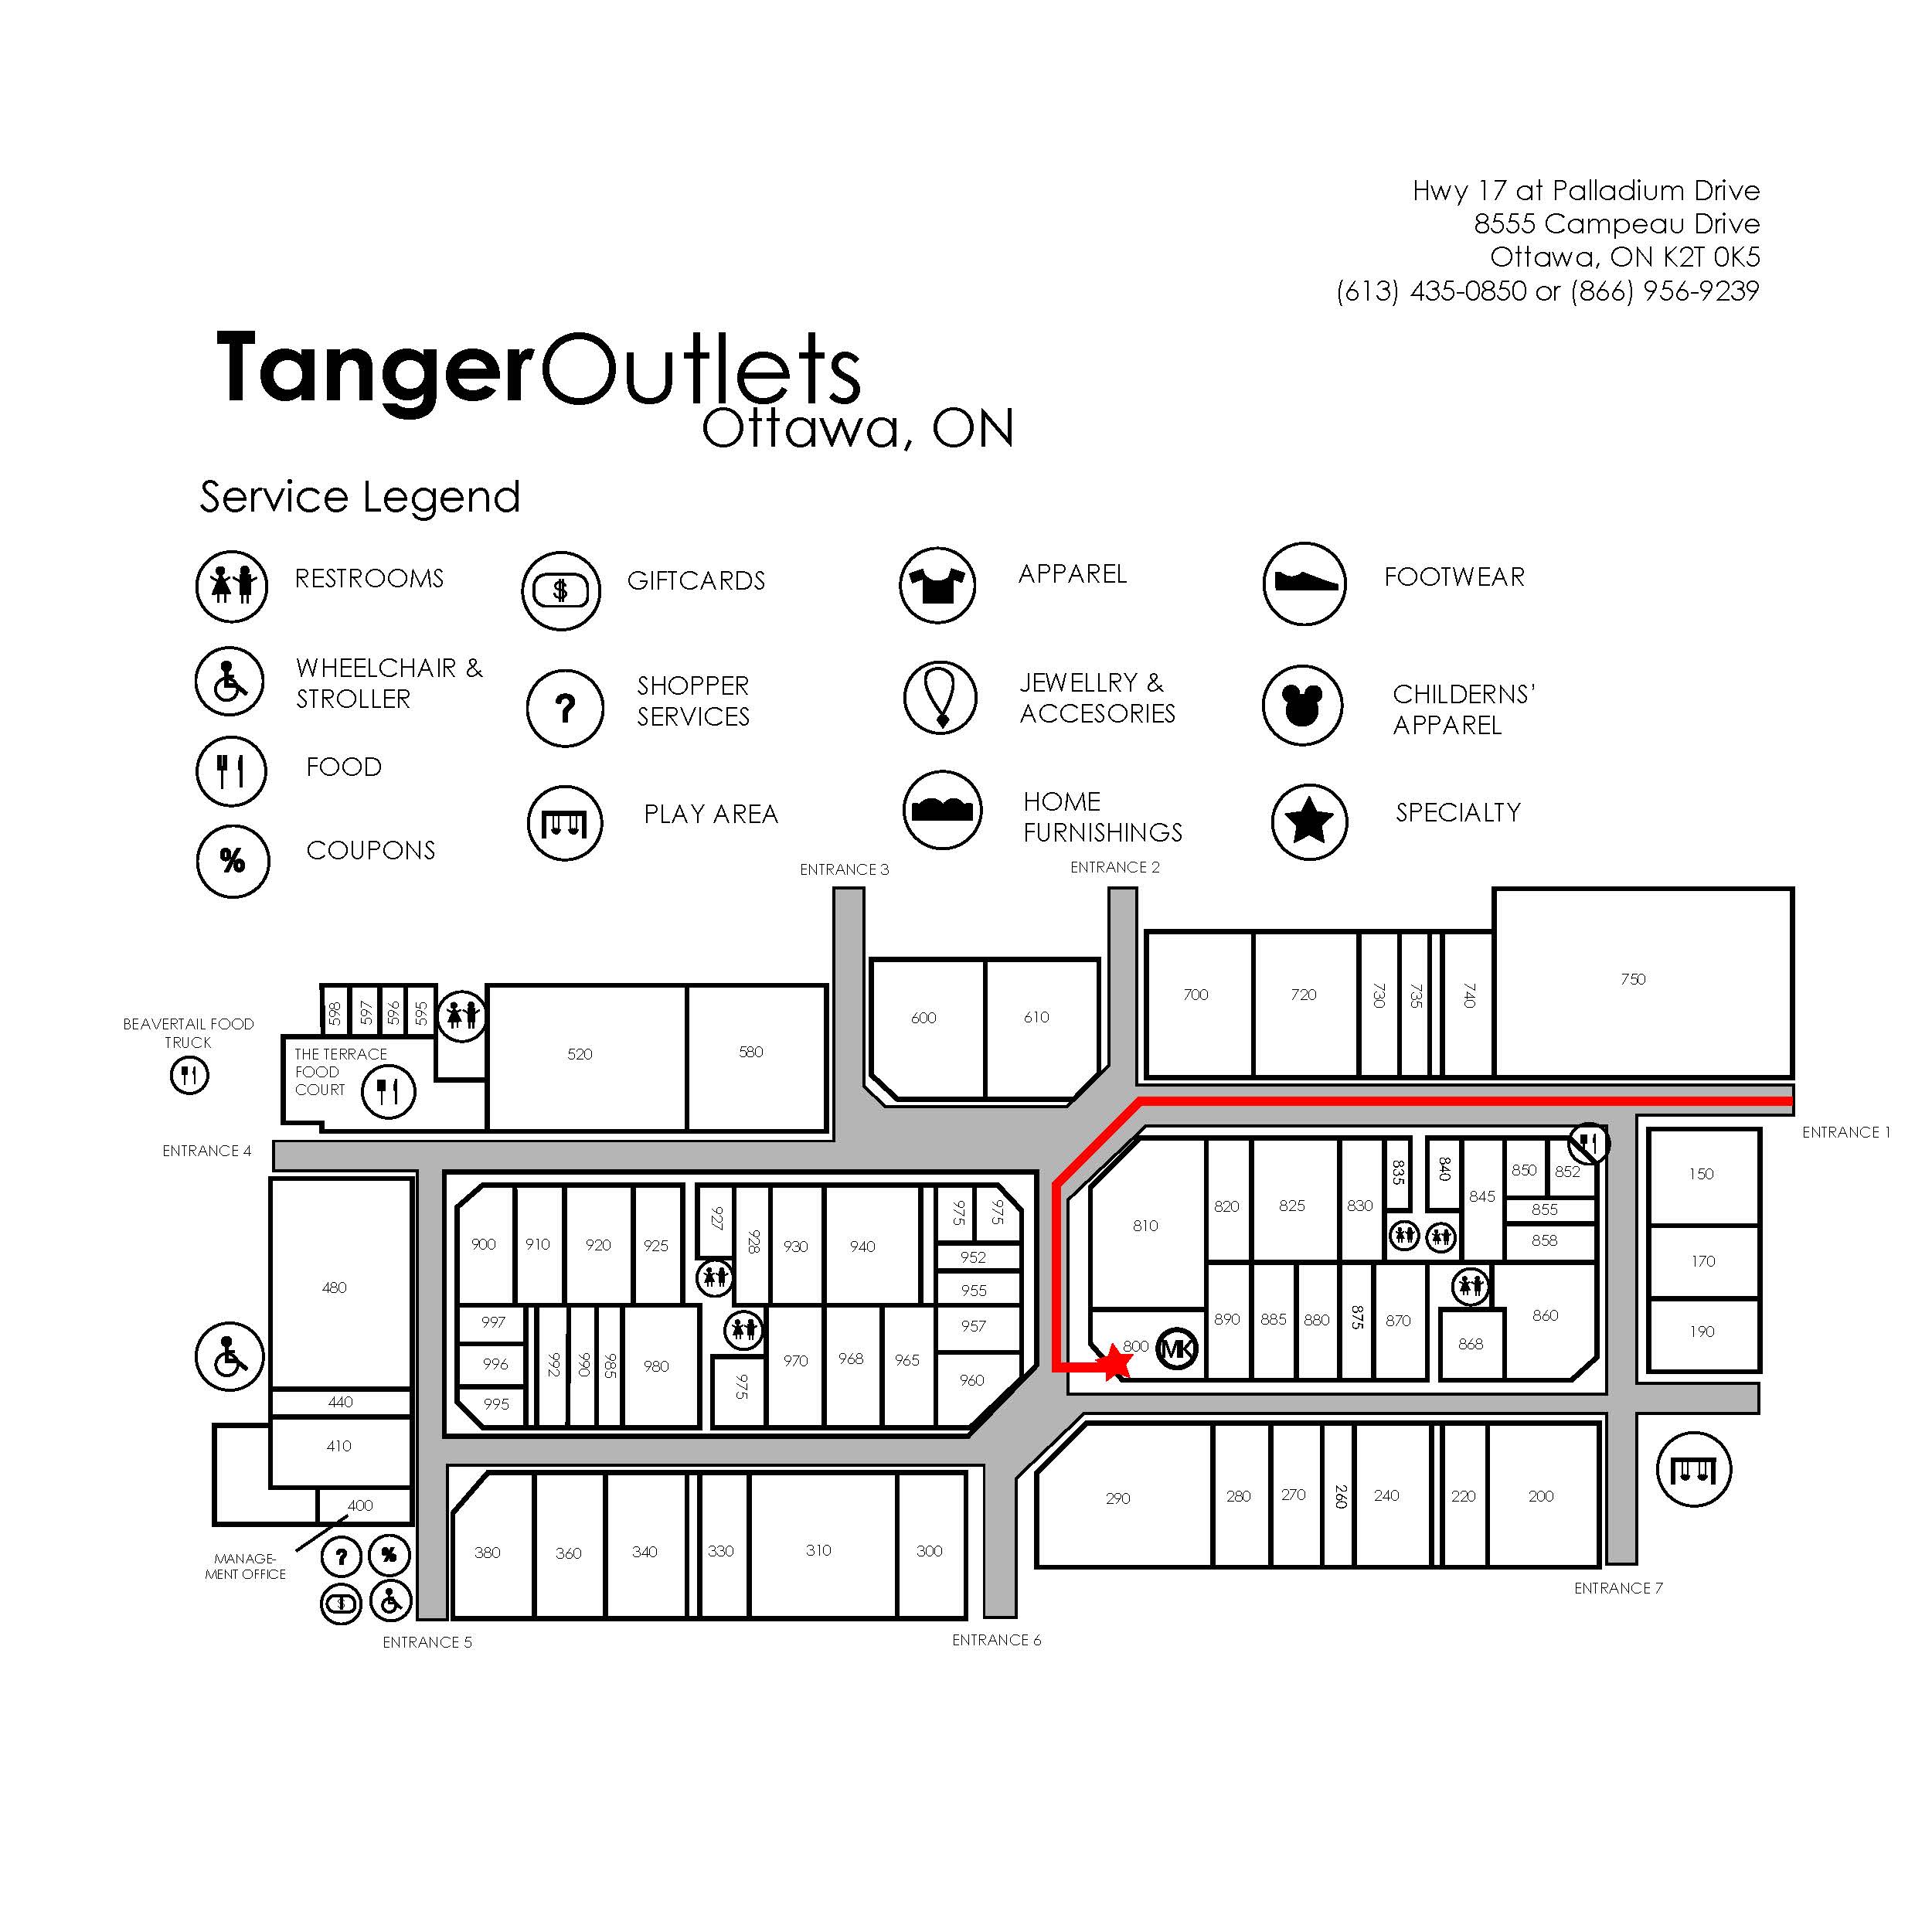 Hwy 17 at Palladium Drive
8555 Campeau Drive
Ottawa, ON K2T 0K5
(613) 435-0850 or (866) 956-9239
TangerOutlets
Ottawa, ON
Service Legend
RESTROOMS
GIFTCARDS
APPAREL
FOOTWEAR
WHEELCHAIR &
STROLLER
SHOPPER
SERVICES
JEWELLRY &
ACCESORIES
CHILDERNS'
APPAREL
FOOD
PLAY AREA
HOME
FURNISHINGS
SPECIALTY
COUPONS
ENTRANCE 3
ENTRANCE 2
750
700
720
730
735
740
600
610
598
597
596
595
BEAVERTAIL FOOD
TRUCK
THE TERRACE
FOOD
COURT
520
580
ENTRANCE 1
ENTRANCE 4
150
170
190
810
820
825
830
835
840
845
850
852
855
858
900
910
920
925
927
928
930
940
975
975
952
955
957
960
480
997
996
995
992
990
985
980
975
970
968
965
800
MK
890
885
880
875
870
868
860
440
410
400
MANAGE-
MENT OFFICE
290
280
270
260
240
220
200
380
360
340
330
310
300
ENTRANCE 7
ENTRANCE 5
ENTRANCE 6